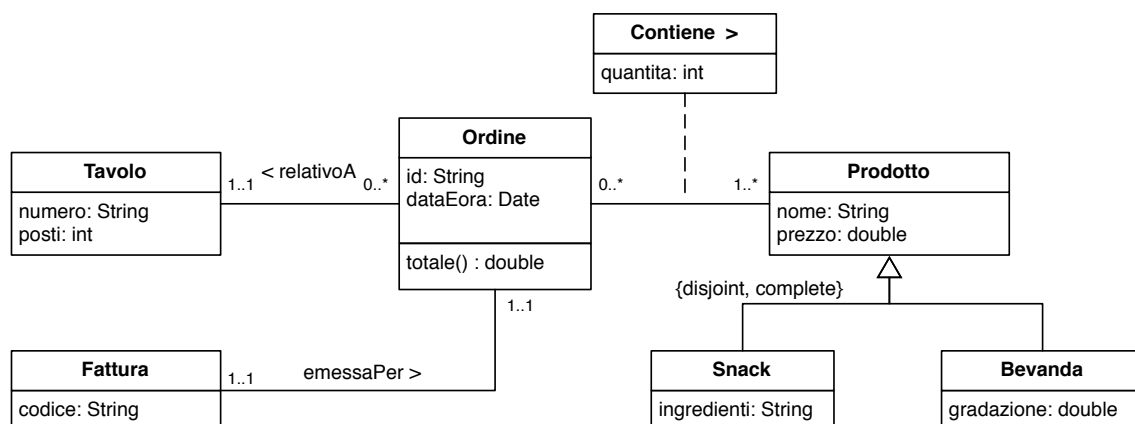 Contiene >
quantita: int
Ordine
id: String
dataEora: Date
totale() : double
Tavolo
numero: String
posti: int
1..1
< relativoA
0..*
0..*
1..*
Prodotto
nome: String
prezzo: double
{disjoint, complete}
1..1
Fattura
codice: String
1..1
emessaPer >
Snack
ingredienti: String
Bevanda
gradazione: double